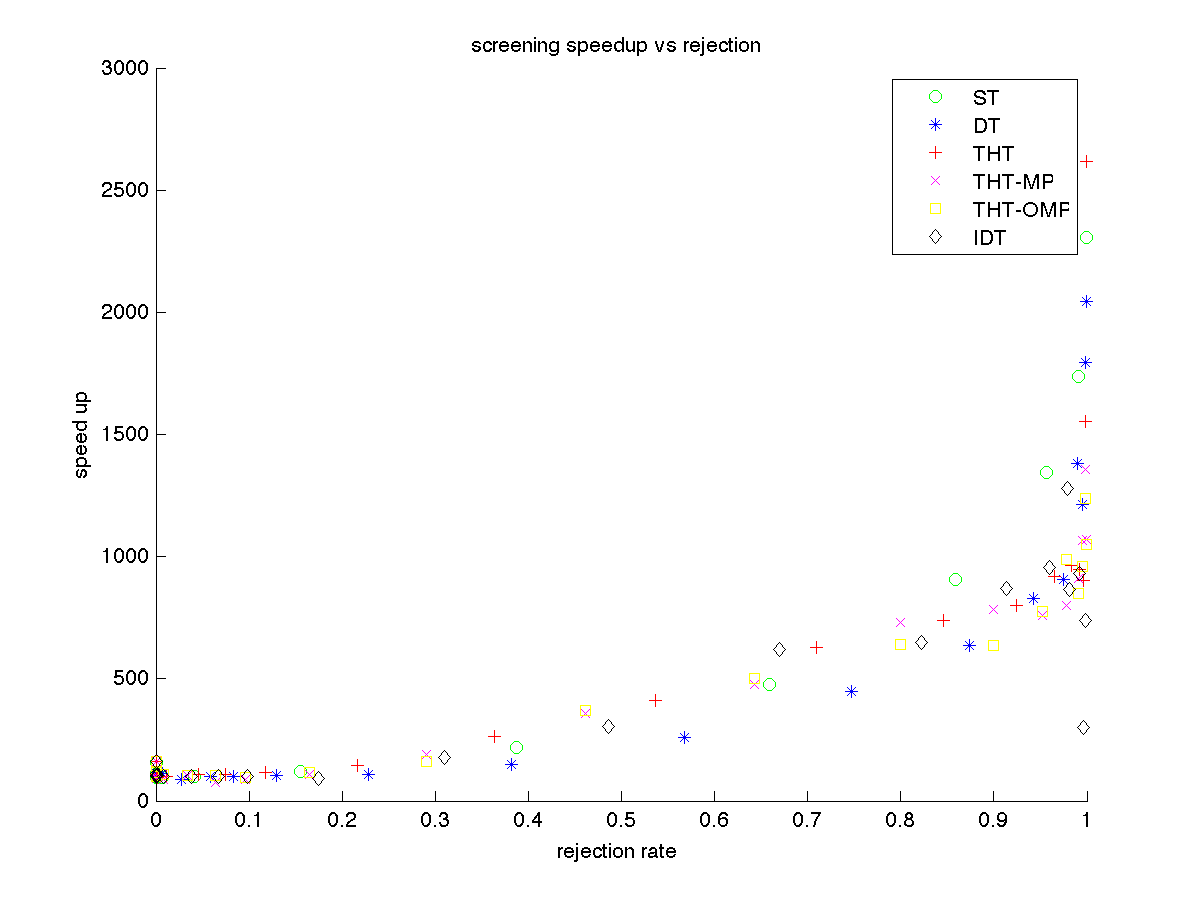 screening speedup vs rejection
3000
2500
2000
1500
1000
500
0
speed up
ST
DT
THT
THT-MP
THT-OMP
IDT
0 0.1 0.2 0.3 0.4 0.5 0.6 0.7 0.8 0.9 1
rejection rate